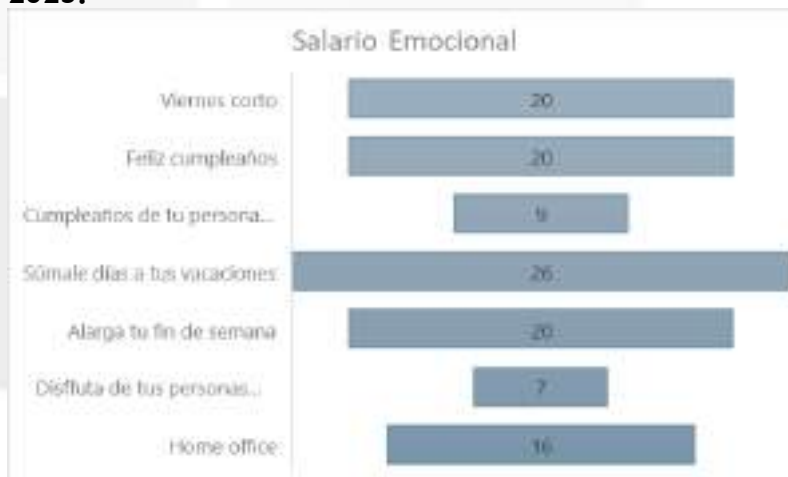 Salario Emocional
Viernes corto 20
Feliz cumpleaños 20
Cumpleaños de tu persona... 9
Súmale días a tus vacaciones 26
Alarga tu fin de semana 20
Disffuta de tus personas... 7
Home office 16